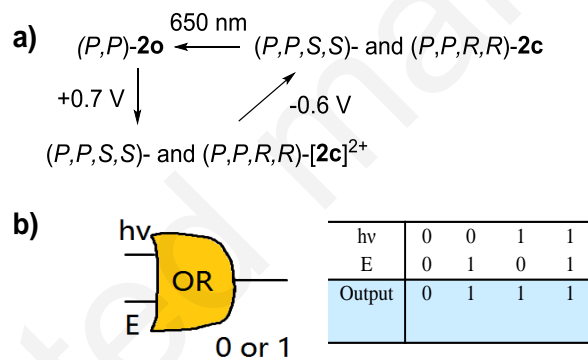 a)
(P,P)-2o 650 nm (P,P,S,S)- and (P,P,R,R)-2c
+0.7 V -0.6 V
(P,P,S,S)- and (P,P,R,R)-[2c]2+
b)
hν
OR
E
0 or 1
hν 0 0 1 1
E 0 1 0 1
Output 0 1 1 1